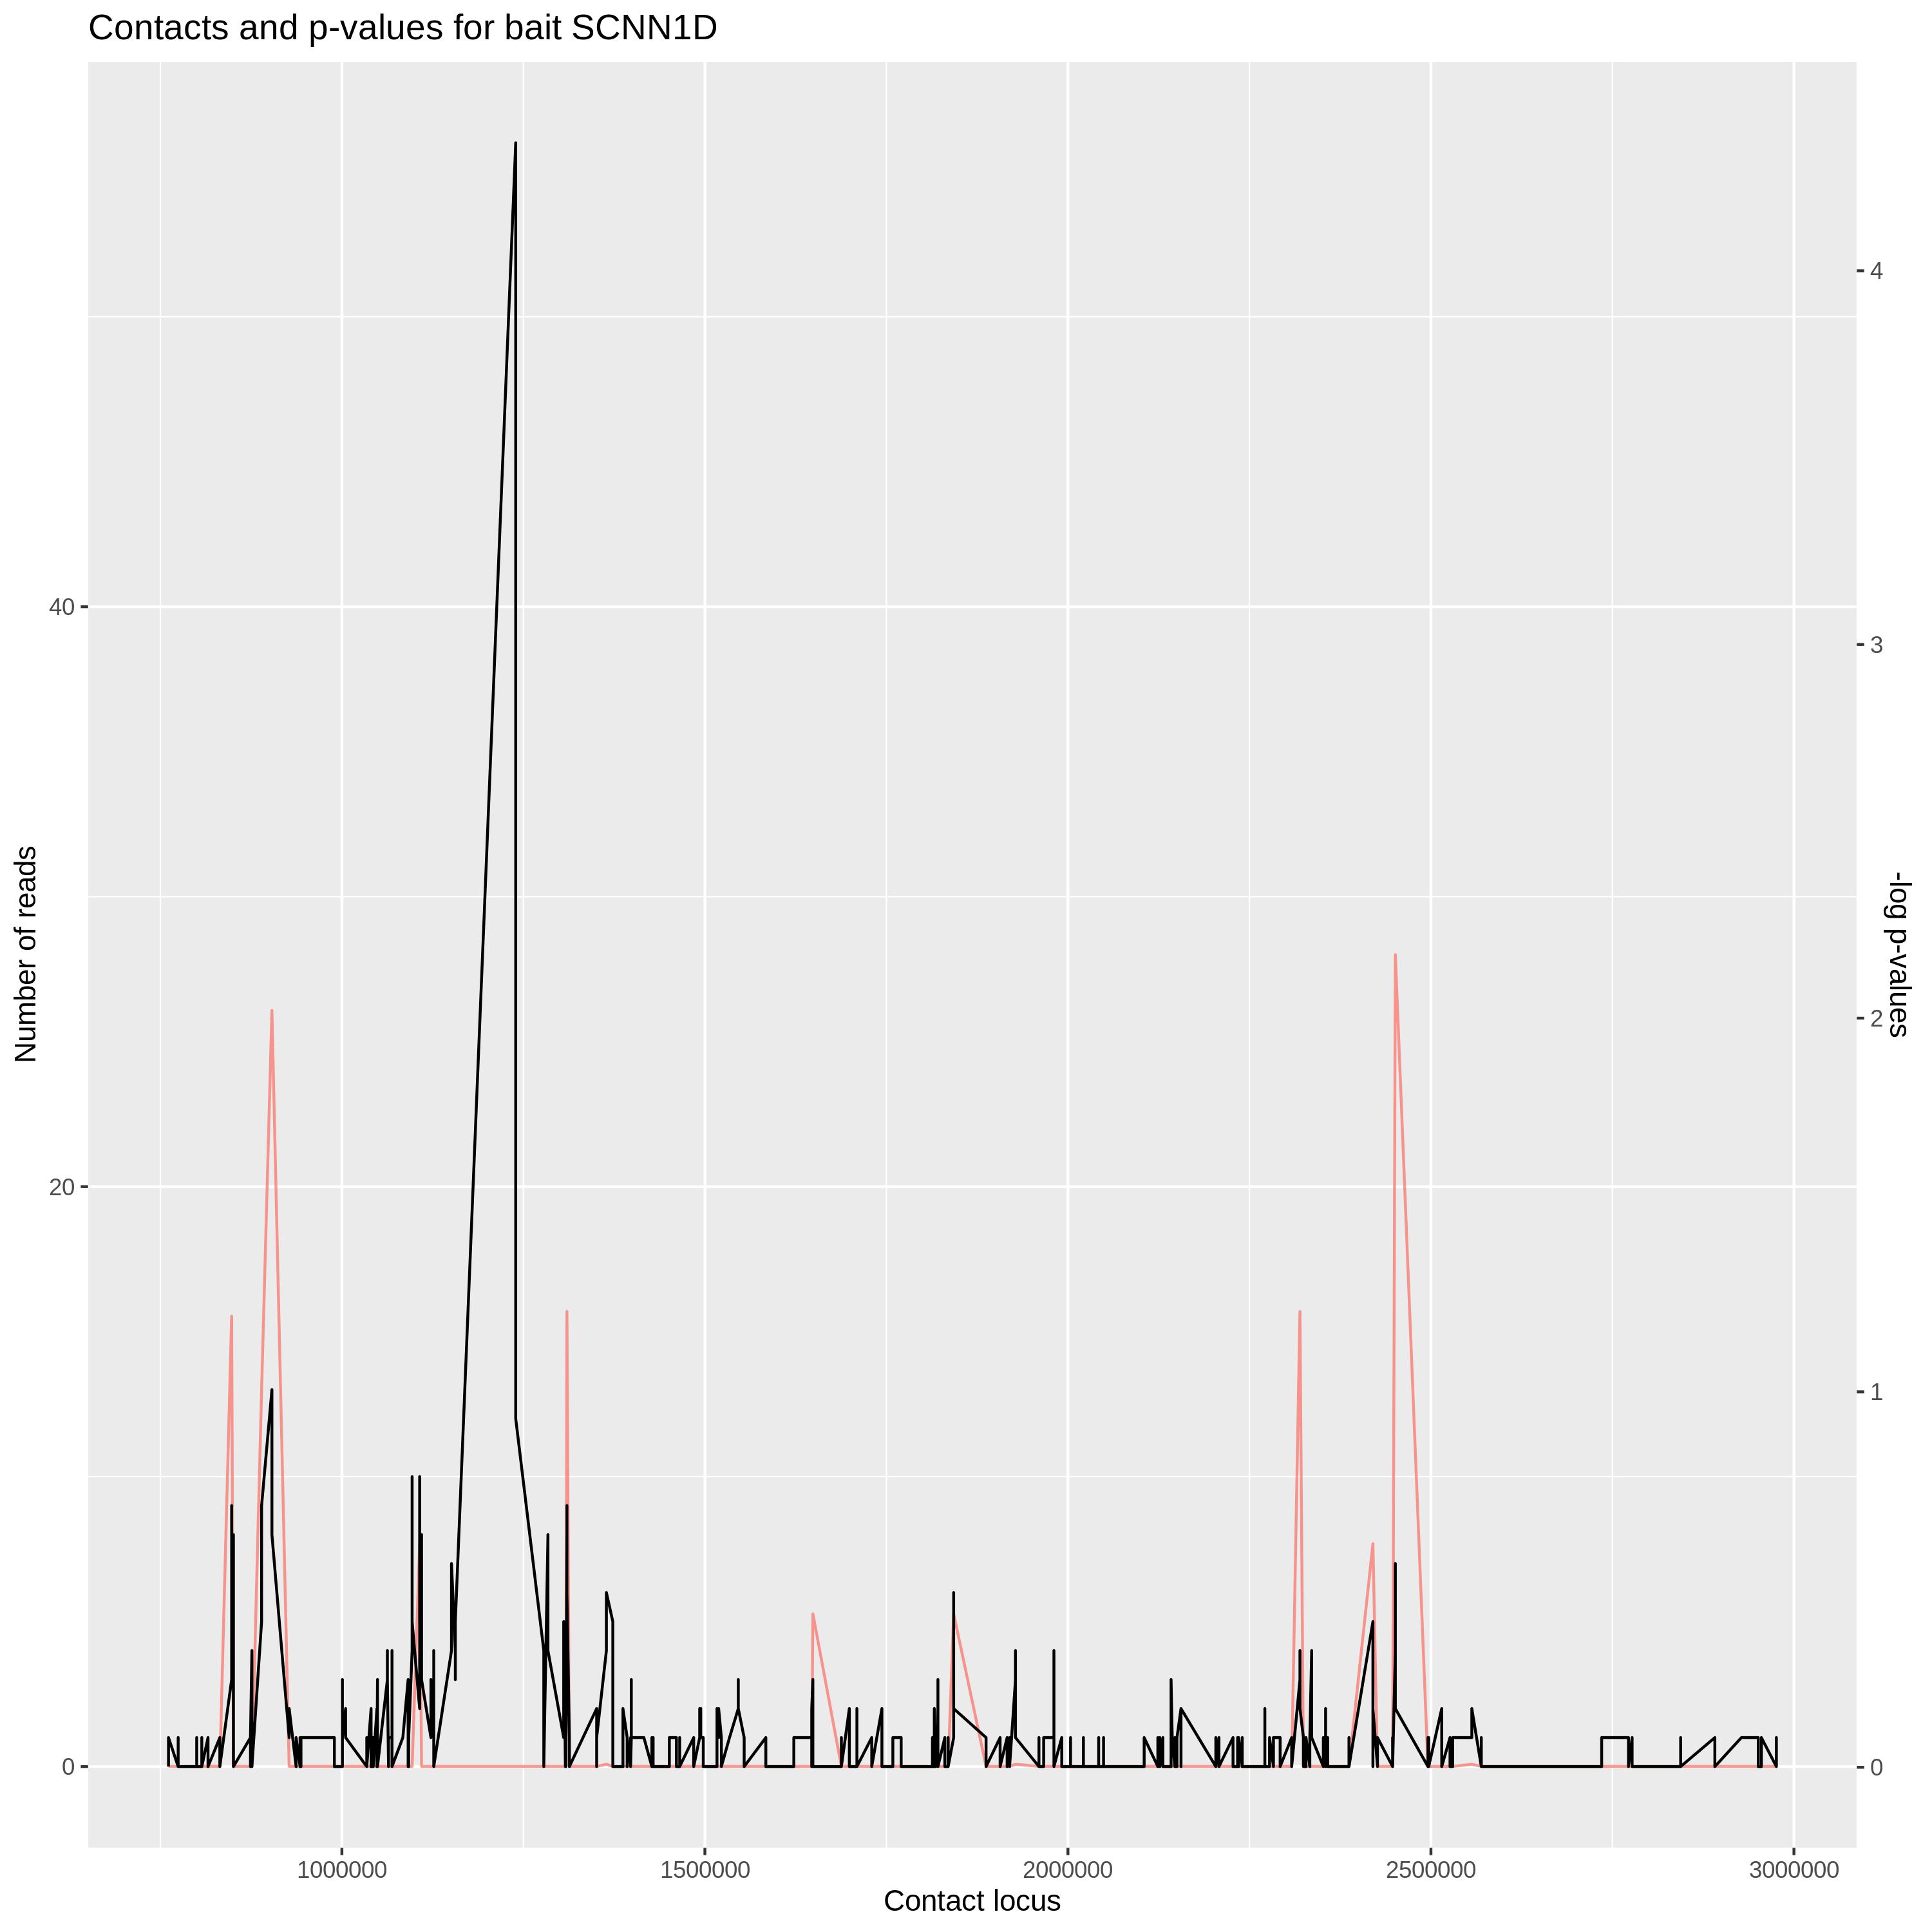 Contacts and p-values for bait SCNN1D
Number of reads
40
20
0
4
3
2
1
0
-log p-values
1000000 1500000 2000000 2500000 3000000
Contact locus